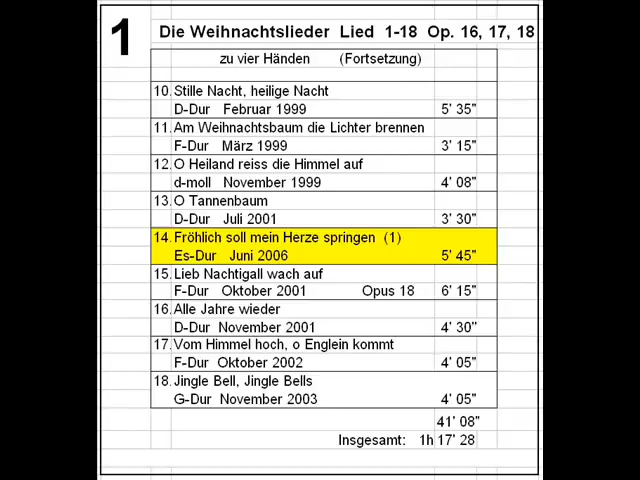 1
Die Weihnachtslieder Lied 1-18 Op. 16, 17, 18
zu vier Händen (Fortsetzung)
10. Stille Nacht, heilige Nacht
D-Dur Februar 1999 5' 35"
11. Am Weihnachtsbaum die Lichter brennen
F-Dur März 1999 3' 15"
12. O Heiland reiss die Himmel auf
d-moll November 1999 4' 08"
13. O Tannenbaum
D-Dur Juli 2001 3' 30"
14. Fröhlich soll mein Herze springen (1)
Es-Dur Juni 2006 5' 45"
15. Lieb Nachtigall wach auf
F-Dur Oktober 2001 Opus 18 6' 15"
16. Alle Jahre wieder
D-Dur November 2001 4' 30"
17. Vom Himmel hoch, o Englein kommt
F-Dur Oktober 2002 4' 05"
18. Jingle Bell, Jingle Bells
G-Dur November 2003 4' 05"
41' 08"
Insgesamt: 1h 17' 28